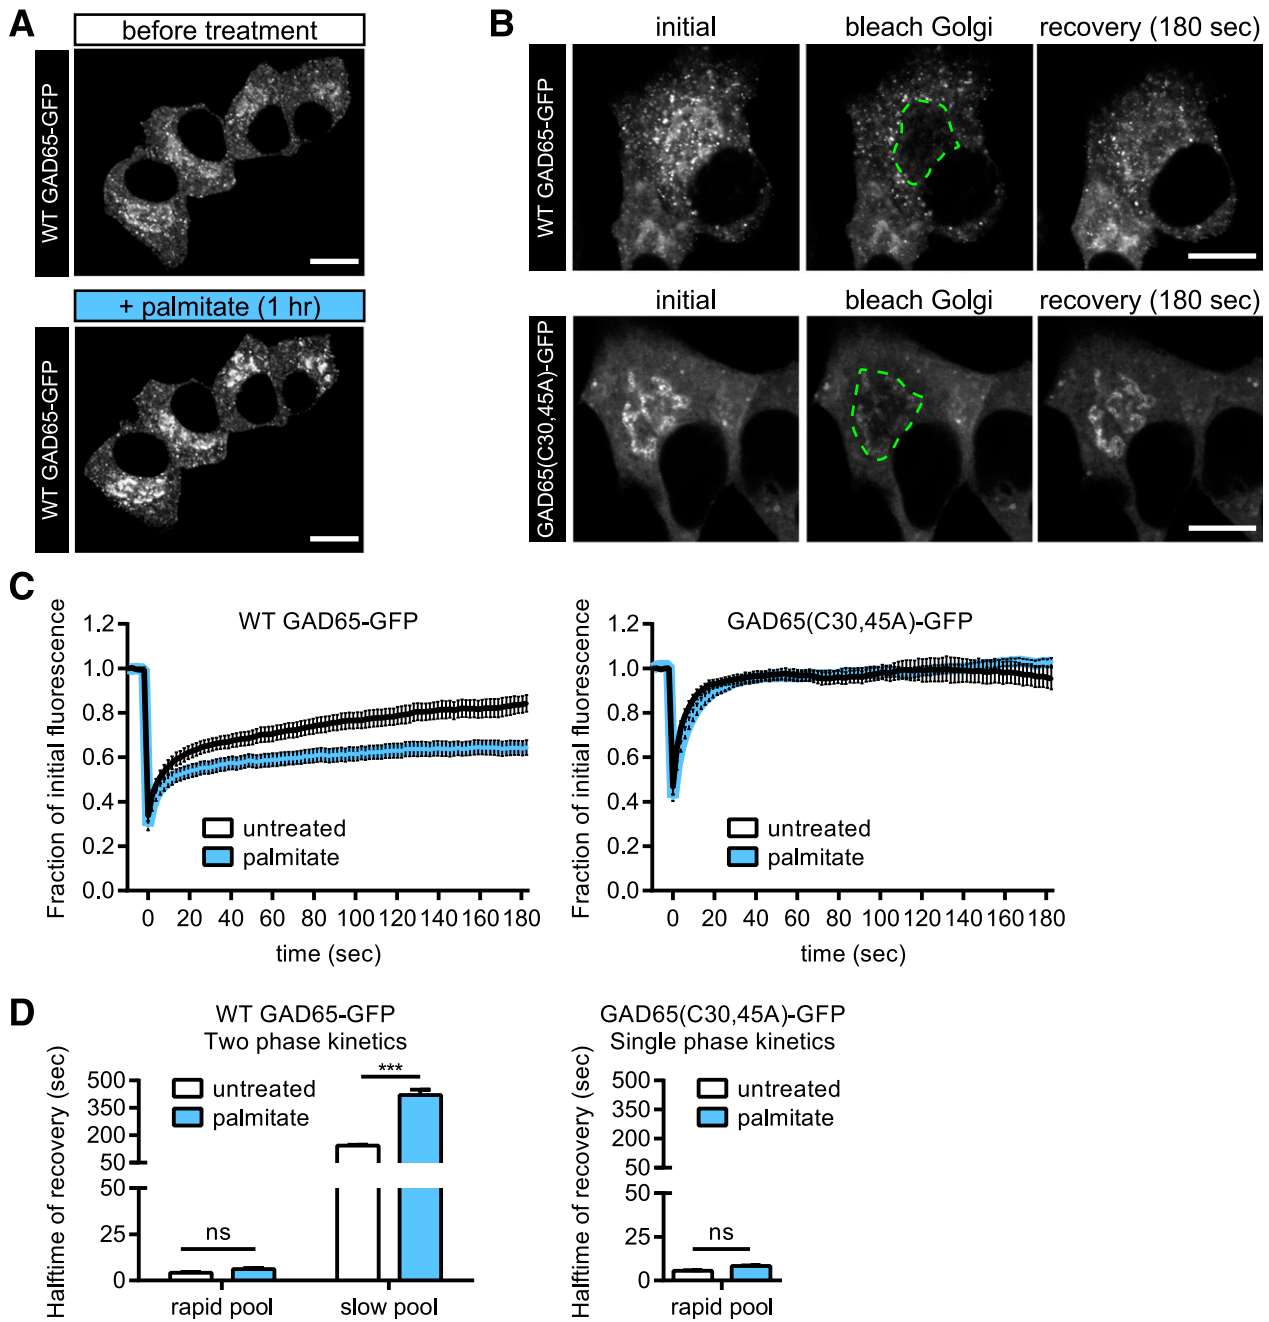 A
before treatment
WT GAD65-GFP
+ palmitate (1 hr)
WT GAD65-GFP
B
initial
bleach Golgi
recovery (180 sec)
WT GAD65-GFP
initial
bleach Golgi
recovery (180 sec)
GAD65(C30,45A)-GFP
C
WT GAD65-GFP
Fraction of initial fluorescence
1.2
1.0
0.8
0.6
0.4
0.2
0.0
untreated
palmitate
0 20 40 60 80 100 120 140 160 180
time (sec)
GAD65(C30,45A)-GFP
Fraction of initial fluorescence
1.2
1.0
0.8
0.6
0.4
0.2
0.0
untreated
palmitate
0 20 40 60 80 100 120 140 160 180
time (sec)
D
WT GAD65-GFP
Two phase kinetics
Halftime of recovery (sec)
500
350
200
50
50
25
0
untreated
palmitate
***
ns
rapid pool
slow pool
GAD65(C30,45A)-GFP
Single phase kinetics
Halftime of recovery (sec)
500
350
200
50
50
25
0
untreated
palmitate
ns
rapid pool